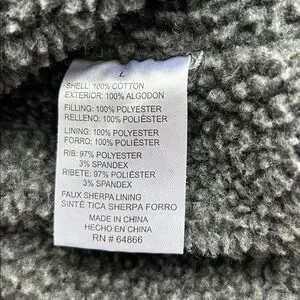 L
SHELL: 100% COTTON
EXTERIOR: 100% ALGODON
FILLING: 100% POLYESTER
RELLENO: 100% POLIÉSTER
LINING: 100% POLYESTER
FORRO: 100% POLIÉSTER
RIB: 97% POLYESTER
3% SPANDEX
RIBETE: 97% POLIÉSTER
3% SPANDEX
FAUX SHERPA LINING
SINTÉ TICA SHERPA FORRO
MADE IN CHINA
HECHO EN CHINA
RN # 64866